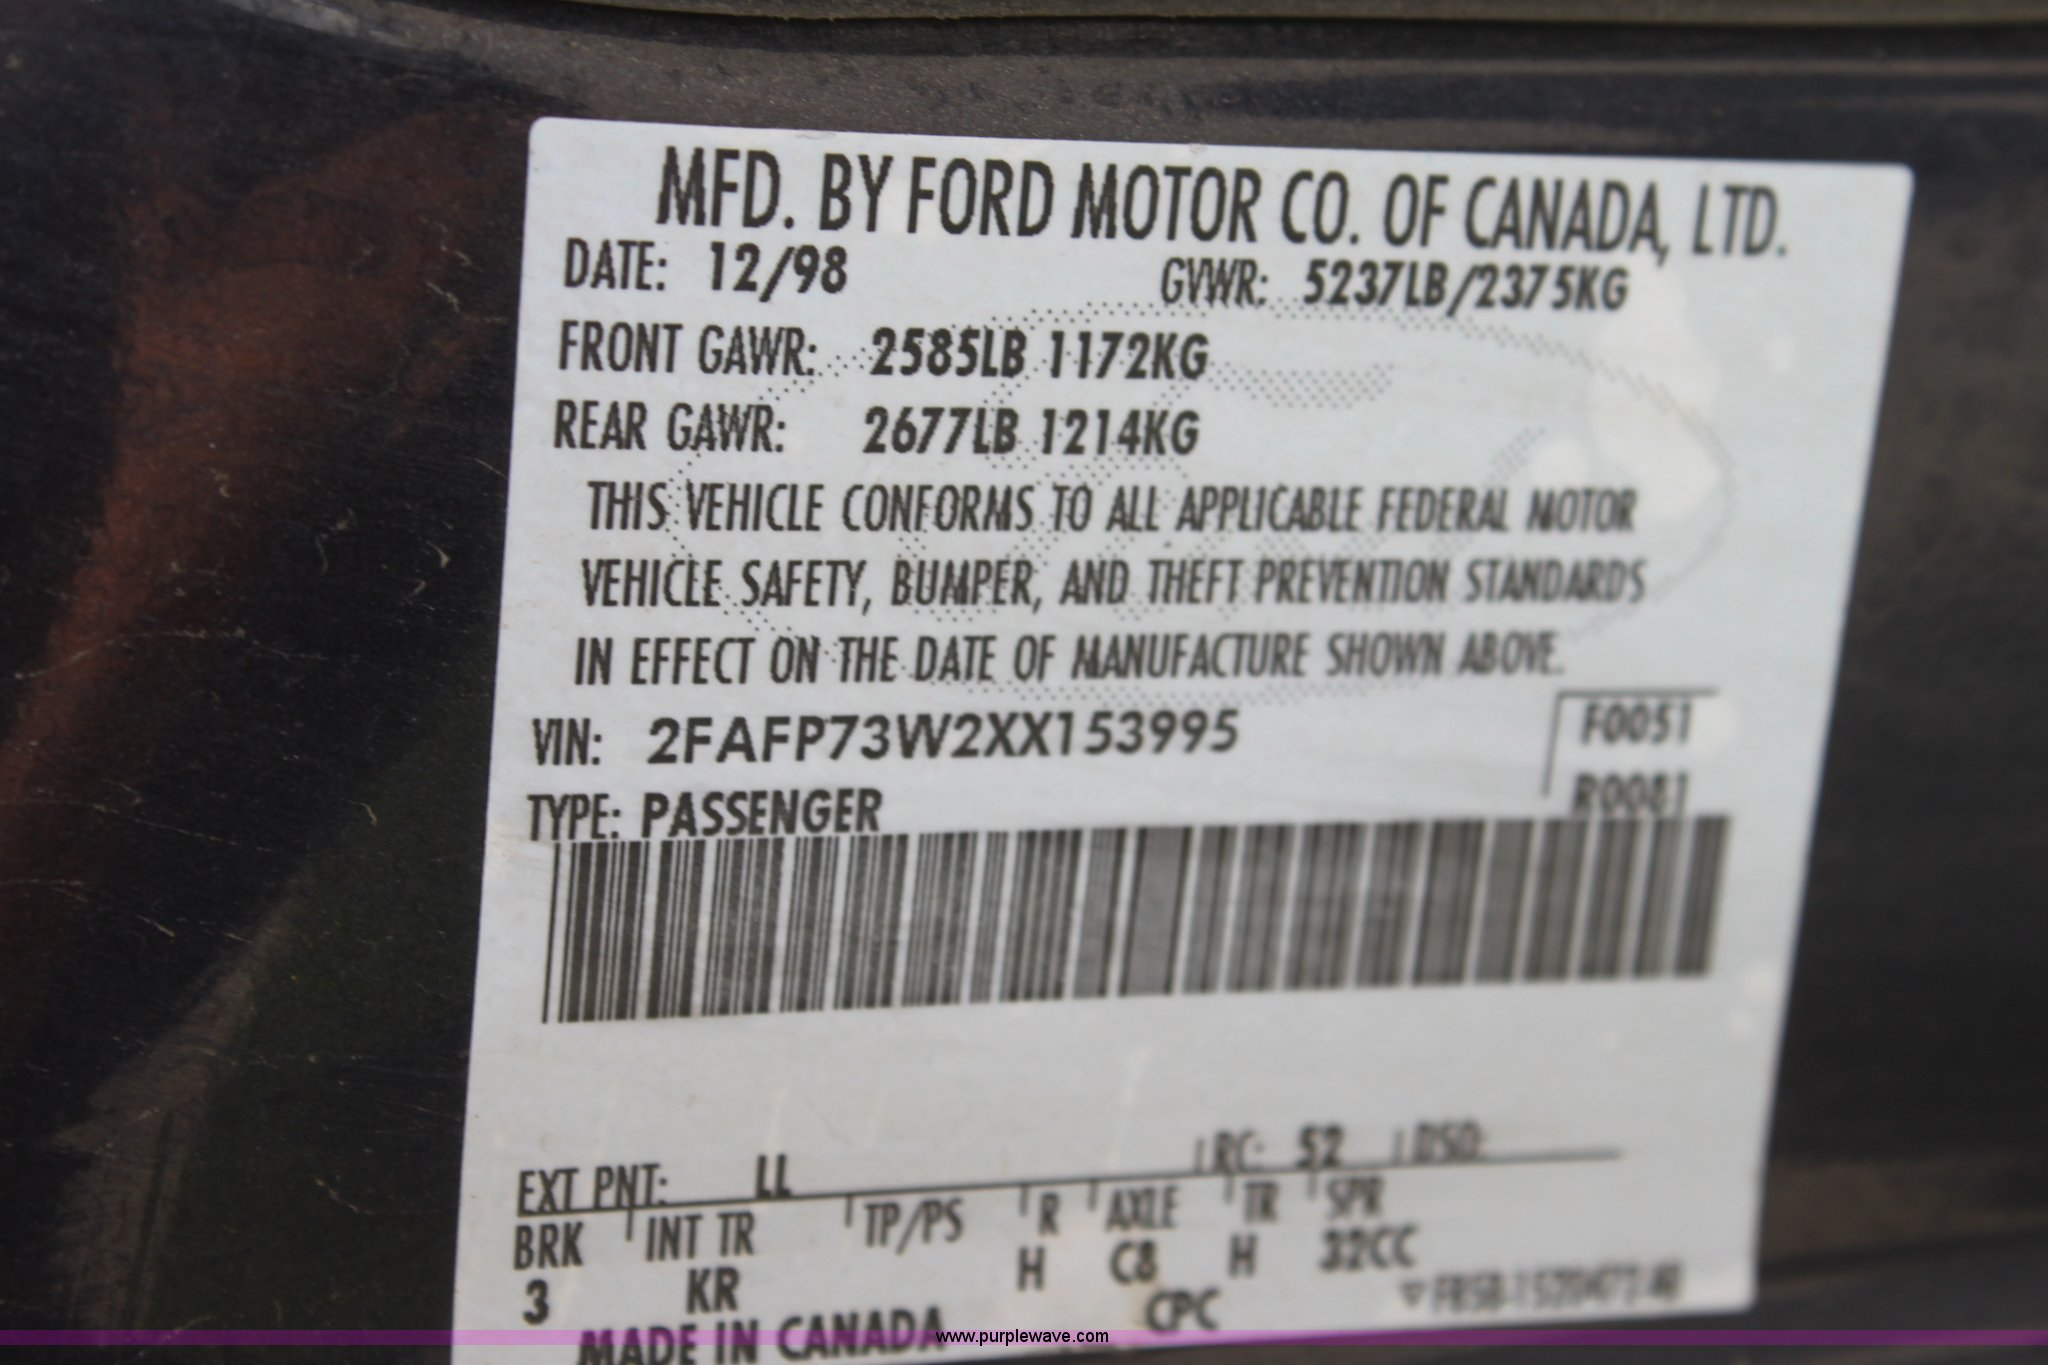 MFD. BY FORD MOTOR CO. OF CANADA, LTD.
DATE: 12/98 GVWR: 5237LB/2375KG
FRONT GAWR: 2585LB 1172KG
REAR GAWR: 2677LB 1214KG
THIS VEHICLE CONFORMS TO ALL APPLICABLE FEDERAL MOTOR
VEHICLE SAFETY, BUMPER, AND THEFT PREVENTION STANDARDS
IN EFFECT ON THE DATE OF MANUFACTURE SHOWN ABOVE.
VIN: 2FAFP73W2XX153995 F0051
TYPE: PASSENGER R0081
EXT PNT: LL RC: 52 DSO:
BRK INT TR TP/PS R AXLE TR SPR
3 KR H C8 H 32CC
MADE IN CANADA CPC
www.purplewave.com